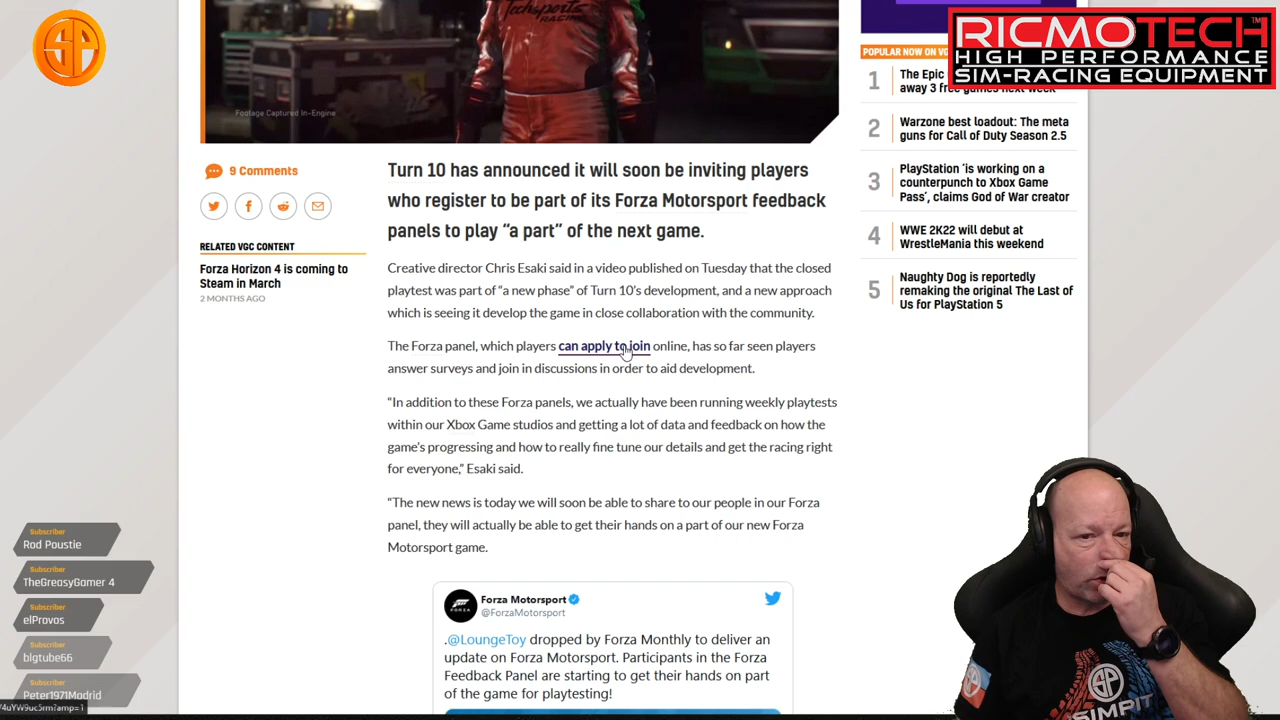 SP
Techsports
RACING
Footage Captured In-Engine
POPULAR NOW ON VG
RICMOTECH™
HIGH PERFORMANCE
SIM-RACING EQUIPMENT
1
The Epic
away 3 free games next week
2
Warzone best loadout: The meta
guns for Call of Duty Season 2.5
3
PlayStation ‘is working on a
counterpunch to Xbox Game
Pass’, claims God of War creator
4
WWE 2K22 will debut at
WrestleMania this weekend
5
Naughty Dog is reportedly
remaking the original The Last of
Us for PlayStation 5
9 Comments
RELATED VGC CONTENT
Forza Horizon 4 is coming to
Steam in March
2 MONTHS AGO
Turn 10 has announced it will soon be inviting players
who register to be part of its Forza Motorsport feedback
panels to play “a part” of the next game.
Creative director Chris Esaki said in a video published on Tuesday that the closed
playtest was part of “a new phase” of Turn 10’s development, and a new approach
which is seeing it develop the game in close collaboration with the community.
The Forza panel, which players can apply to join online, has so far seen players
answer surveys and join in discussions in order to aid development.
“In addition to these Forza panels, we actually have been running weekly playtests
within our Xbox Game studios and getting a lot of data and feedback on how the
game’s progressing and how to really fine tune our details and get the racing right
for everyone,” Esaki said.
“The new news is today we will soon be able to share to our people in our Forza
panel, they will actually be able to get their hands on a part of our new Forza
Motorsport game.
FORZA
Forza Motorsport
@ForzaMotorsport
.@LoungeToy dropped by Forza Monthly to deliver an
update on Forza Motorsport. Participants in the Forza
Feedback Panel are starting to get their hands on part
of the game for playtesting!
Subscriber
Rod Poustie
Subscriber
TheGreasyGamer 4
Subscriber
elProvos
Subscriber
blgtube66
Subscriber
Peter1971Madrid
/4uYW9uc5rm?amp=1
SP
SIMPIT